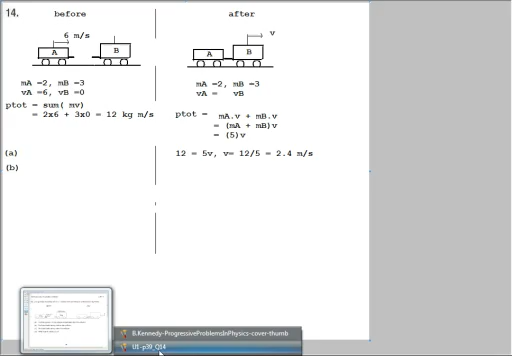 14. before after
6 m/s v
A B A B
mA =2, mB =3 mA =2, mB =3
vA =6, vB =0 vA = vB
ptot = sum( mv)
= 2x6 + 3x0 = 12 kg m/s ptot = mA.v + mB.v
= (mA + mB)v
= (5)v
(a) 12 = 5v, v= 12/5 = 2.4 m/s
(b)
B.Kennedy-ProgressiveProblemsInPhysics-cover-thumb
U1-p39_Q14